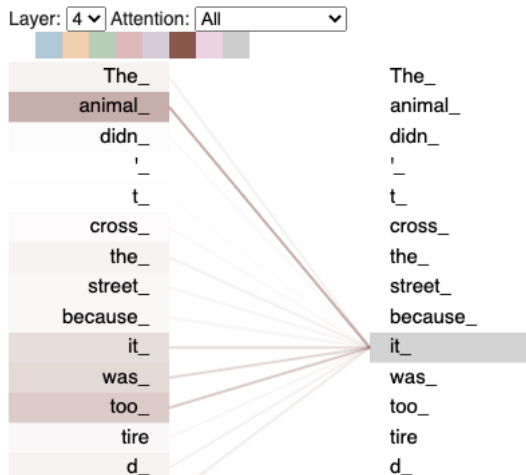 Layer: 4 Attention: All
The_ The_
animal_ animal_
didn_ didn_
'_ '_
t_ t_
cross_ cross_
the_ the_
street_ street_
because_ because_
it_ it_
was_ was_
too_ too_
tire tire
d_ d_